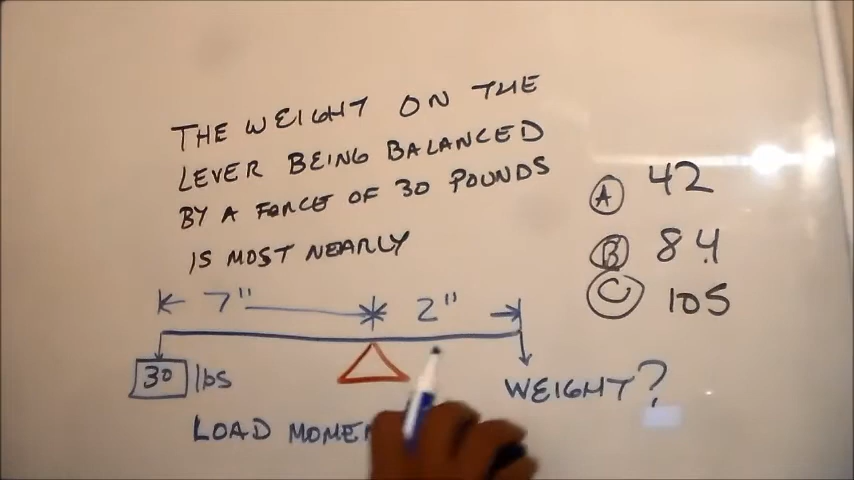 THE WEIGHT ON THE
LEVER BEING BALANCED
BY A FORCE OF 30 POUNDS
IS MOST NEARLY
A 42
B 84
C 105
7" 2"
30 lbs
WEIGHT?
LOAD